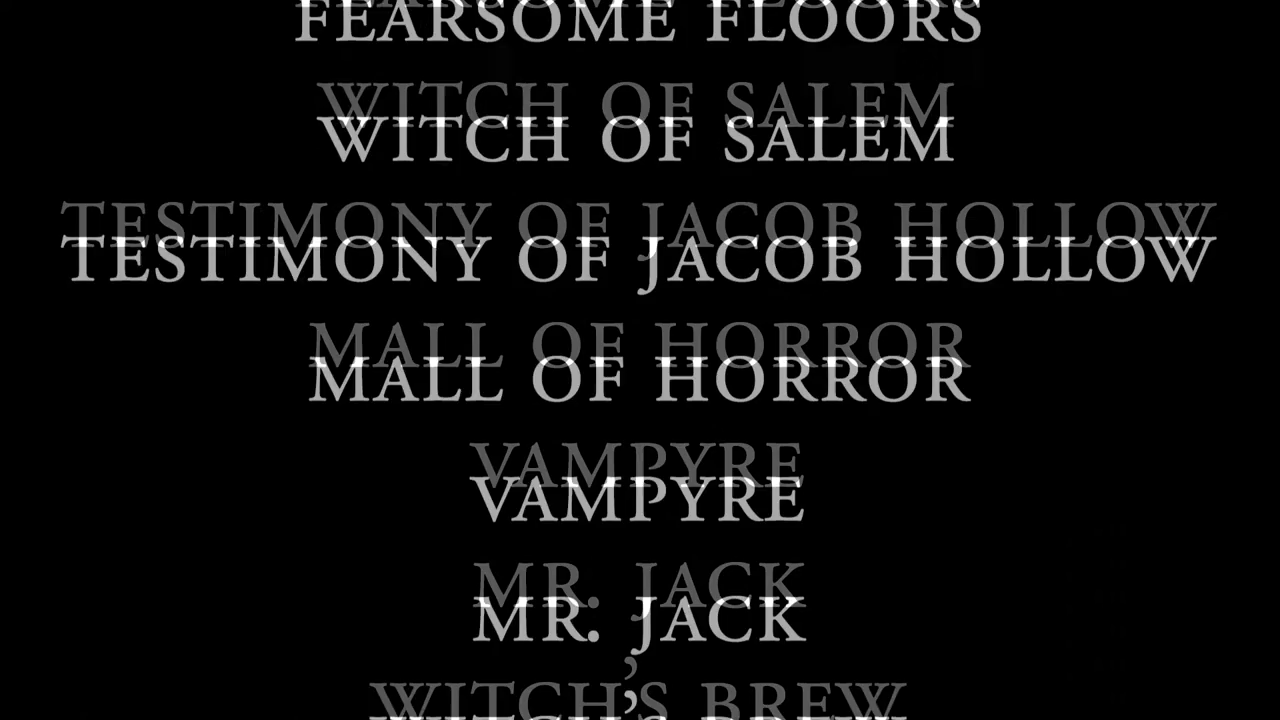 FEARSOME FLOORS
WITCH OF SALEM
TESTIMONY OF JACOB HOLLOW
MALL OF HORROR
VAMPYRE
MR. JACK
WITCH'S BREW